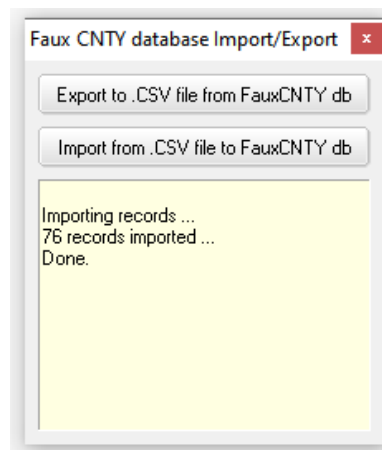 Faux CNTY database Import/Export x
Export to .CSV file from FauxCNTY db
Import from .CSV file to FauxCNTY db
Importing records ...
76 records imported ...
Done.